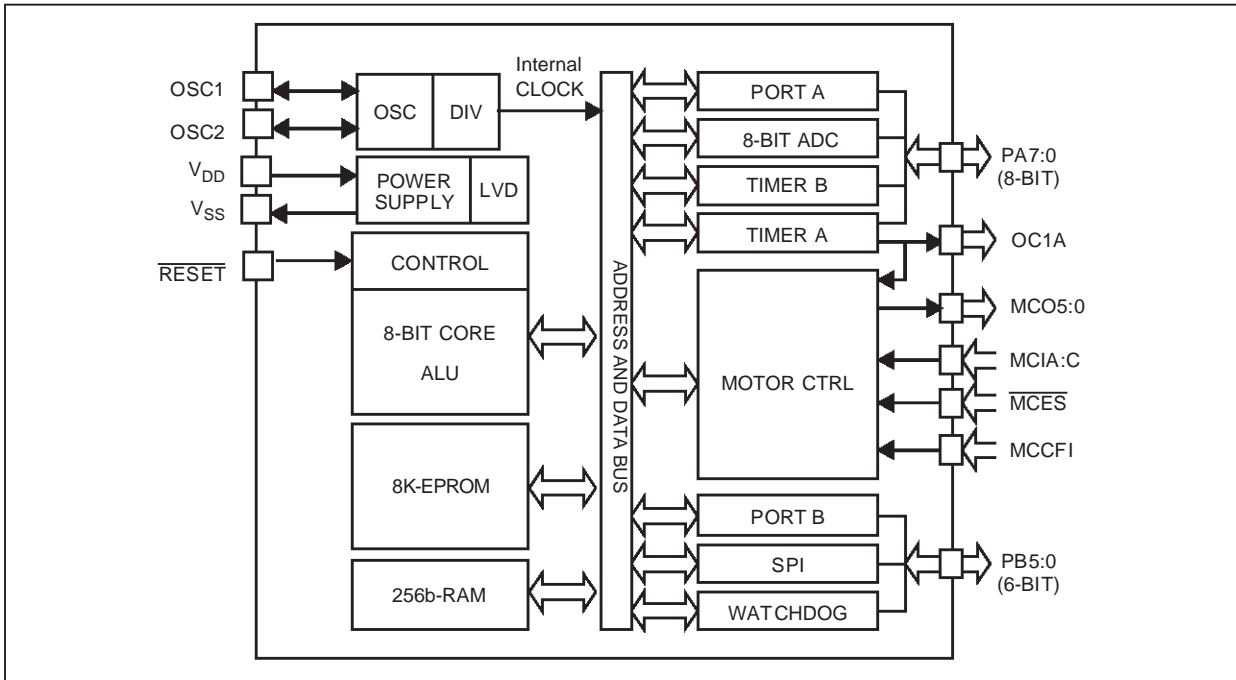 OSC1
OSC2
VDD
VSS
RESET
OSC
DIV
Internal
CLOCK
POWER
SUPPLY
LVD
CONTROL
8-BIT CORE
ALU
8K-EPROM
256b-RAM
ADDRESS AND DATA BUS
PORT A
8-BIT ADC
TIMER B
TIMER A
MOTOR CTRL
PORT B
SPI
WATCHDOG
PA7:0
(8-BIT)
OC1A
MCO5:0
MCIA:C
MCES
MCCFI
PB5:0
(6-BIT)